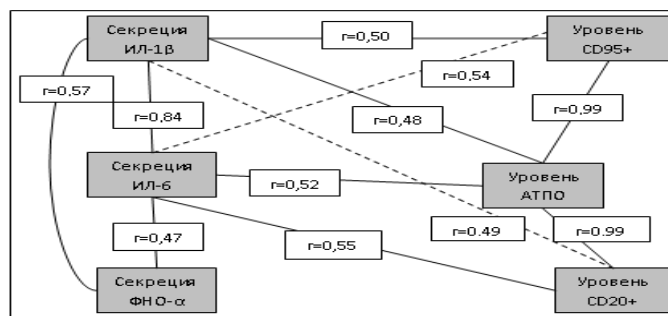 Секреция
ИЛ-1β
r=0,50
Уровень
CD95+
r=0,57
r=0,54
r=0,84
r=0,48
r=0,99
Секреция
ИЛ-6
r=0,52
Уровень
АТПО
r=0,47
r=0,55
r=0.49
r=0.99
Секреция
ФНО-α
Уровень
CD20+